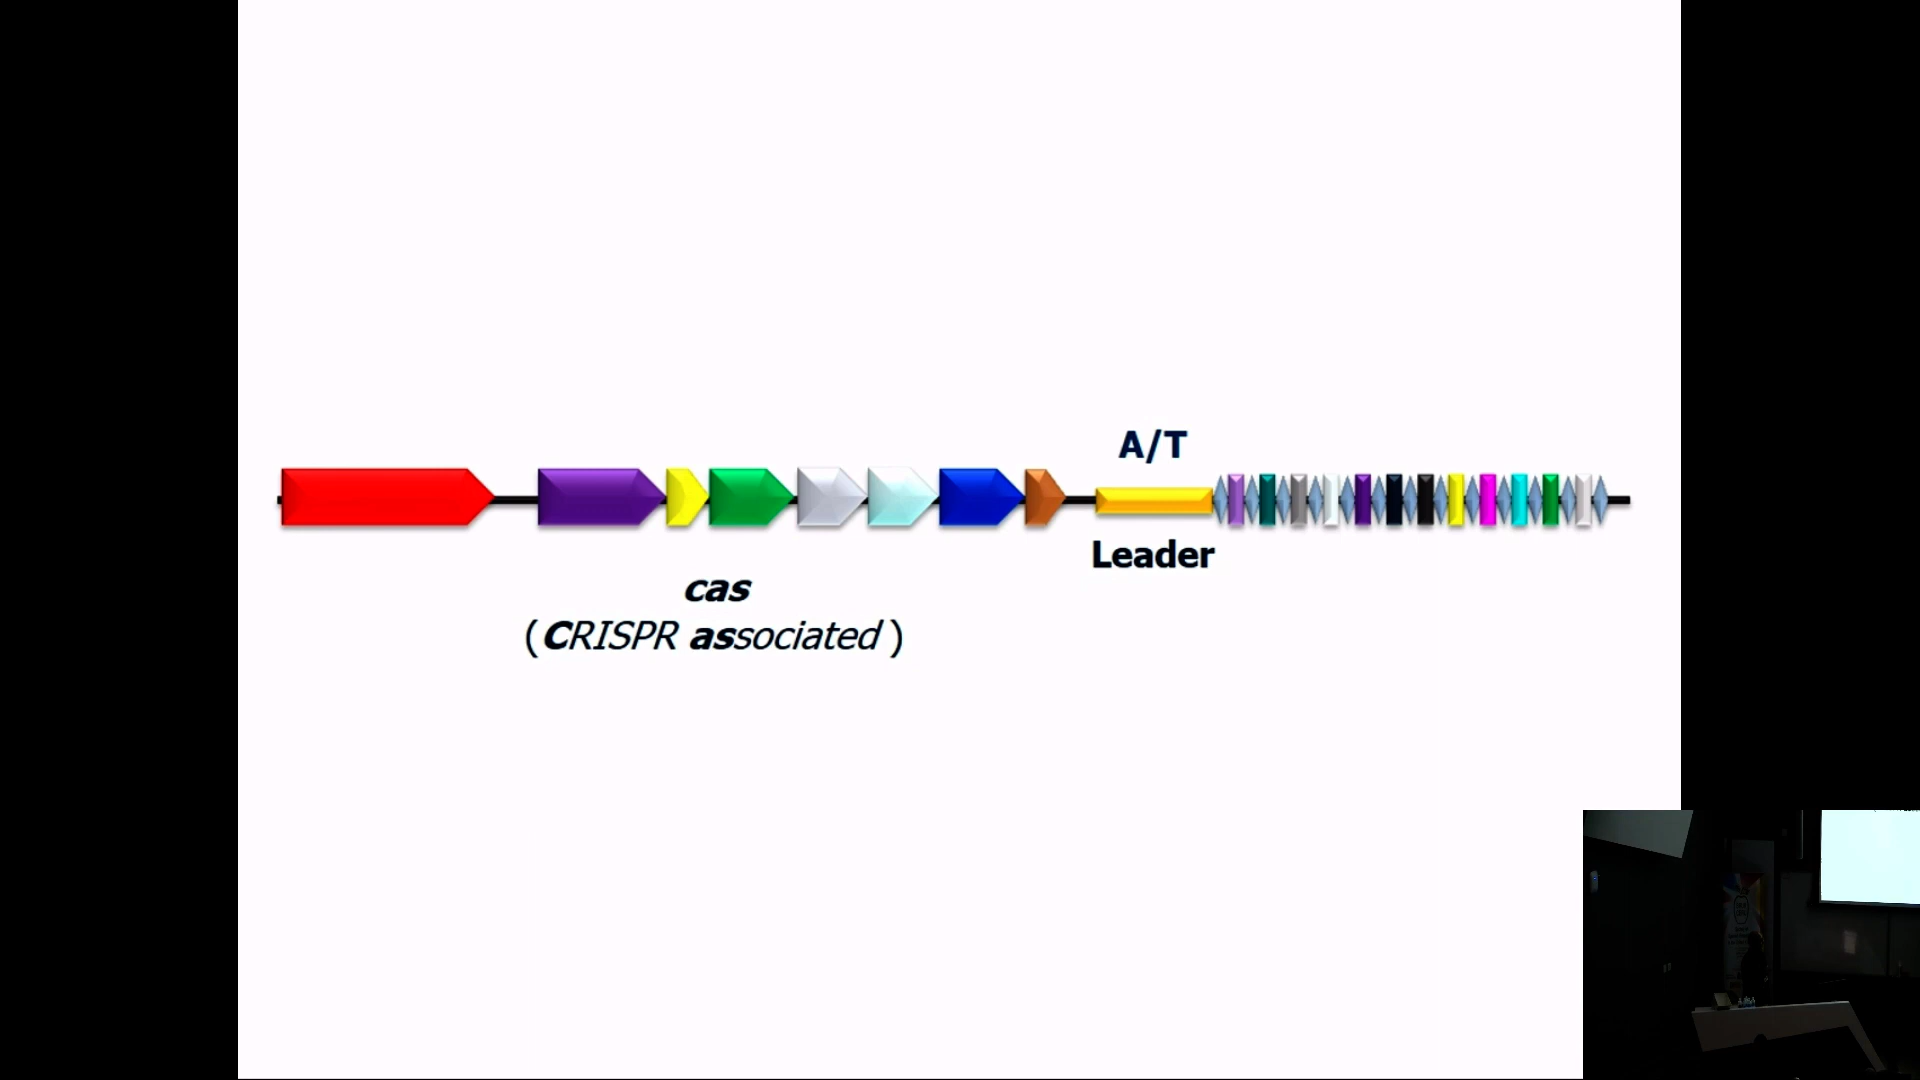 A/T
Leader
cas
(CRISPR associated )